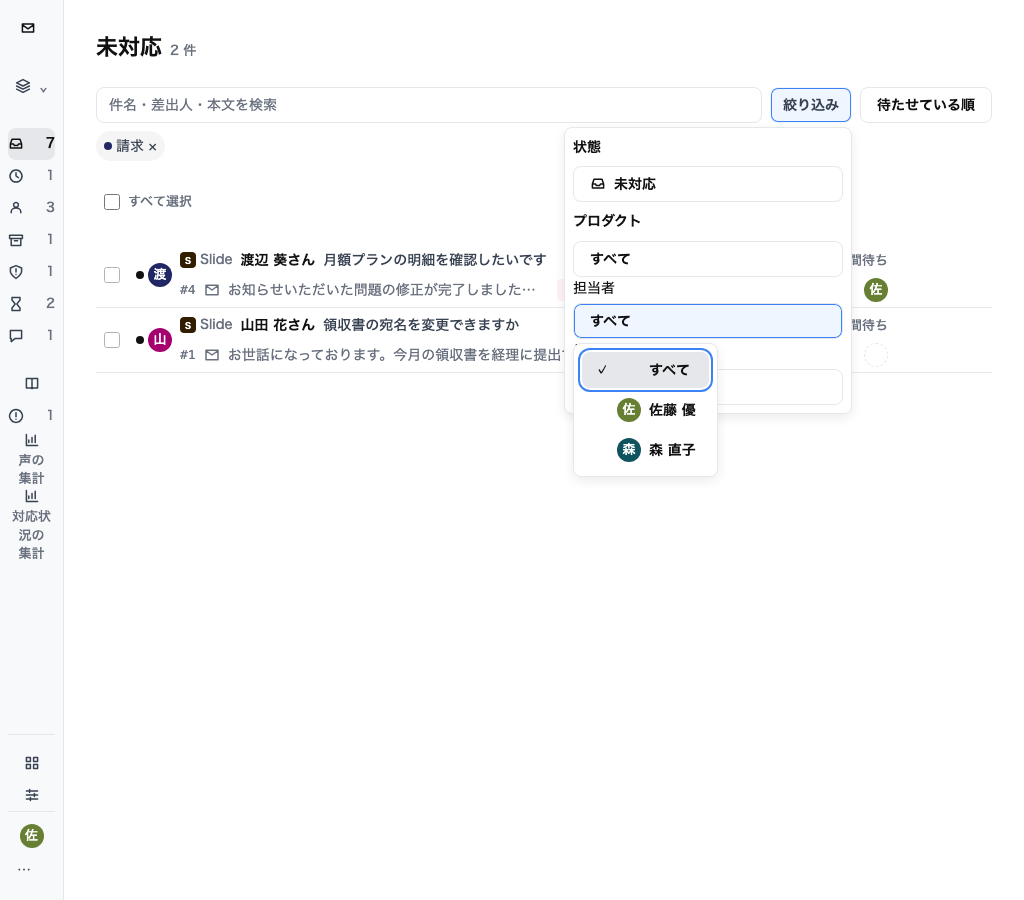 未対応 2 件
件名・差出人・本文を検索
絞り込み
待たせている順
請求 ×
すべて選択
7
1
3
1
1
2
1
1
声の
集計
対応状
況の
集計
佐
…
渡
s Slide 渡辺 葵さん 月額プランの明細を確認したいです
#4 お知らせいただいた問題の修正が完了しました…
間待ち
佐
山
s Slide 山田 花さん 領収書の宛名を変更できますか
#1 お世話になっております。今月の領収書を経理に提出
間待ち
状態
未対応
プロダクト
すべて
担当者
すべて
✓ すべて
佐 佐藤 優
森 森 直子